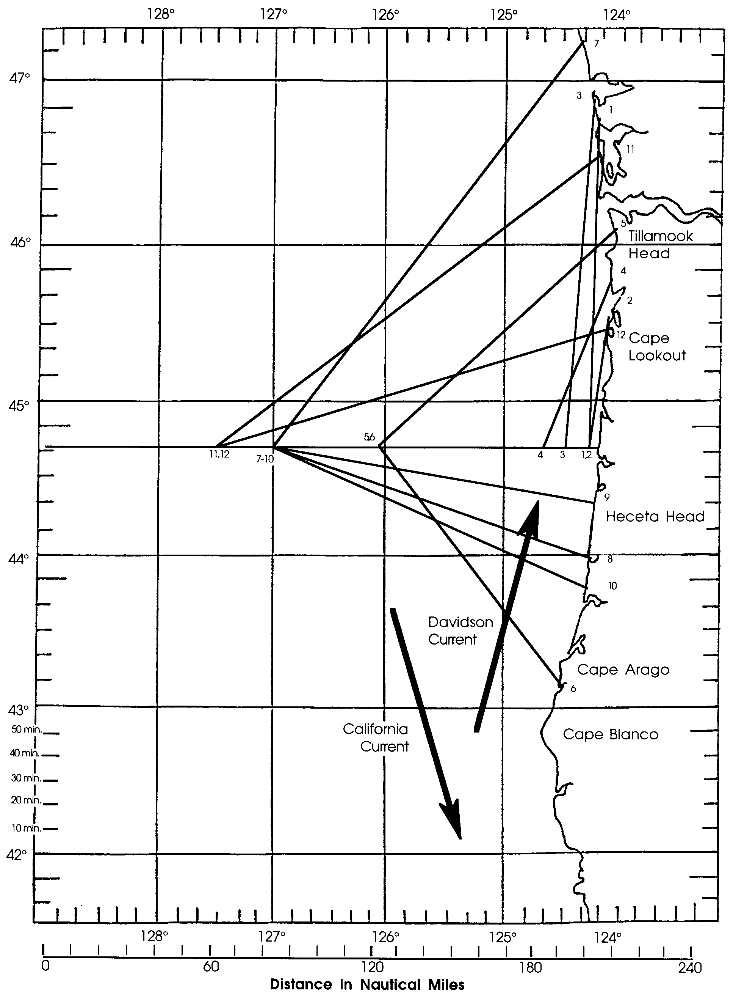 128° 127° 126° 125° 124°
7
47°
3
1
11
5
46°
Tillamook
Head
4
2
12 Cape
Lookout
45°
5,6
11,12 7-10 4 3 1,2
9
Heceta Head
44°
8
10
Davidson
Current
Cape Arago
6
43°
50 min.
California
Current
Cape Blanco
40 min.
30 min.
20 min.
10 min.
42°
128° 127° 126° 125° 124°
0 60 120 180 240
Distance in Nautical Miles